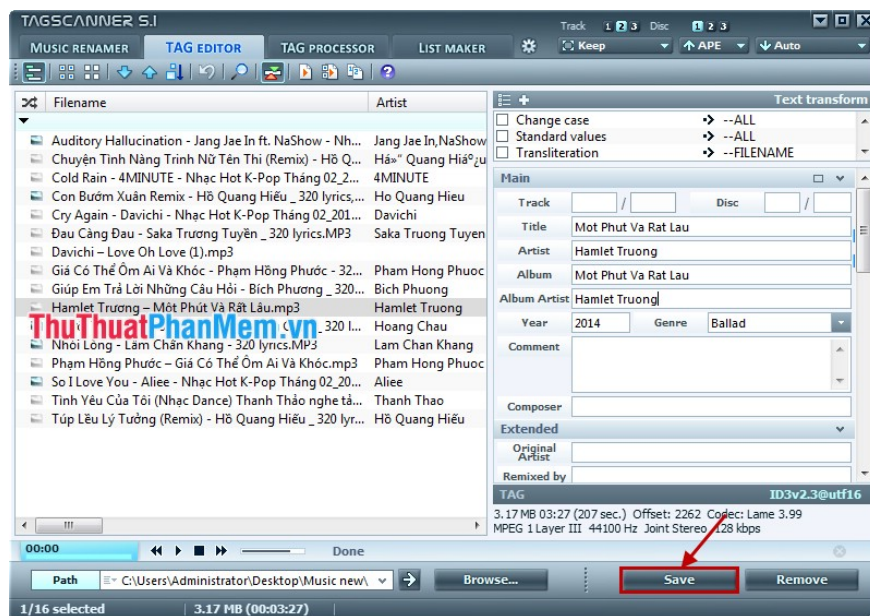 TAGSCANNER 5.1
Track 1 2 3 Disc 1 2 3
MUSIC RENAMER TAG EDITOR TAG PROCESSOR LIST MAKER Keep APE Auto
Filename Artist
Auditory Hallucination - Jang Jae In ft. NaShow - Nh... Jang Jae In,NaShow
Chuyện Tình Nàng Trinh Nữ Tên Thi (Remix) - Hồ Q... Há»“ Quang Hiáº¿u
Cold Rain - 4MINUTE - Nhạc Hot K-Pop Tháng 02_2... 4MINUTE
Con Bướm Xuân Remix - Hồ Quang Hiếu _ 320 lyrics,... Ho Quang Hieu
Cry Again - Davichi - Nhạc Hot K-Pop Tháng 02_201... Davichi
Đau Càng Đau - Saka Trương Tuyền _ 320 lyrics.MP3 Saka Truong Tuyen
Davichi – Love Oh Love (1).mp3
Giá Có Thể Ôm Ai Và Khóc - Phạm Hồng Phước - 32... Pham Hong Phuoc
Giúp Em Trả Lời Những Câu Hỏi - Bích Phương _ 320... Bich Phuong
Hamlet Trương – Một Phút Và Rất Lâu.mp3 Hamlet Truong
ThuThuatPhanMem.vn 320 l... Hoang Chau
Nhói Lòng - Lâm Chấn Khang - 320 lyrics.MP3 Lam Chan Khang
Phạm Hồng Phước – Giá Có Thể Ôm Ai Và Khóc.mp3 Pham Hong Phuoc
So I Love You - Aliee - Nhạc Hot K-Pop Tháng 02_20... Aliee
Tình Yêu Của Tôi (Nhạc Dance) Thanh Thảo nghe tả... Thanh Thao
Túp Lều Lý Tưởng (Remix) - Hồ Quang Hiếu _ 320 lyr... Hồ Quang Hiếu
Text transform
Change case --ALL
Standard values --ALL
Transliteration --FILENAME
Main
Track / Disc /
Title Mot Phut Va Rat Lau
Artist Hamlet Truong
Album Mot Phut Va Rat Lau
Album Artist Hamlet Truong
Year 2014 Genre Ballad
Comment
Composer
Extended
Original Artist
Remixed by
TAG ID3v2.3@utf16
3.17 MB 03:27 (207 sec.) Offset: 2262 Codec: Lame 3.99
MPEG 1 Layer III 44100 Hz Joint Stereo 128 kbps
00:00 Done
Path C:\Users\Administrator\Desktop\Music new\ Browse... Save Remove
1/16 selected 3.17 MB (00:03:27)